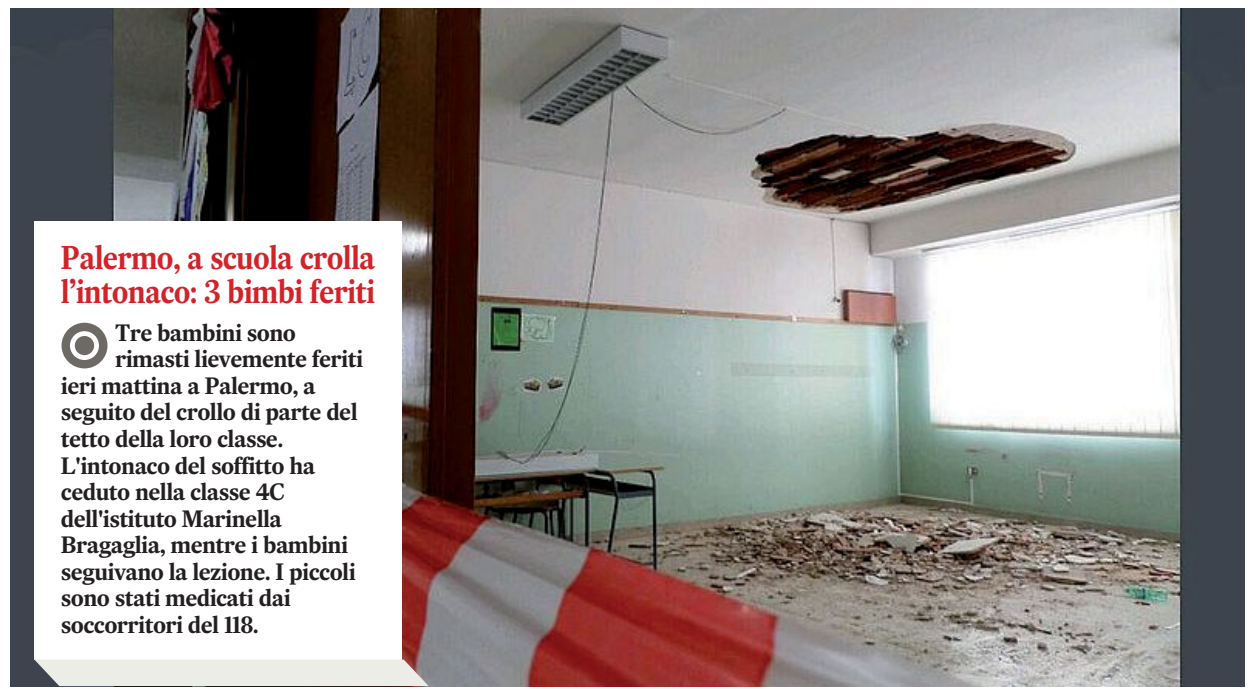 Palermo, a scuola crolla
l'intonaco: 3 bimbi feriti
Tre bambini sono
rimasti lievemente feriti
ieri mattina a Palermo, a
seguito del crollo di parte del
tetto della loro classe.
L'intonaco del soffitto ha
ceduto nella classe 4C
dell'istituto Marinella
Bragaglia, mentre i bambini
seguivano la lezione. I piccoli
sono stati medicati dai
soccorritori del 118.